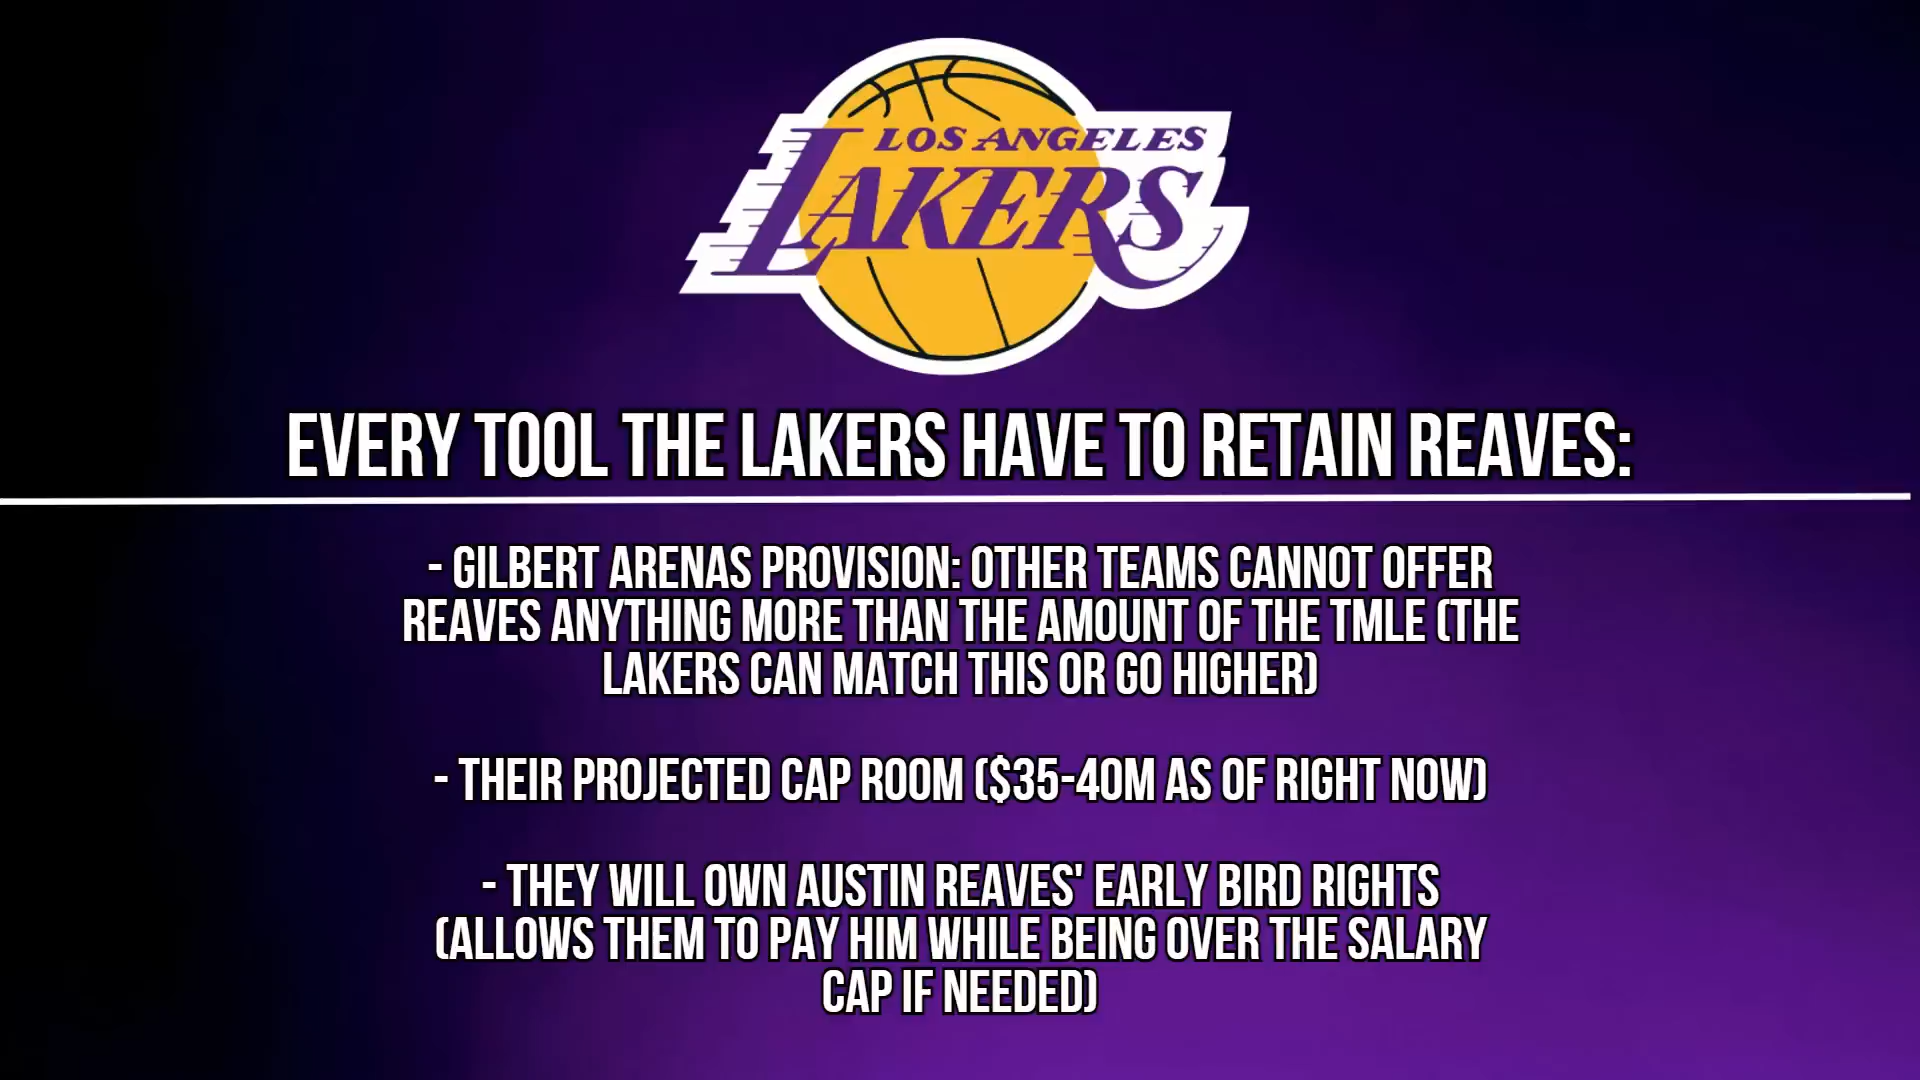 LOS ANGELES
LAKERS
EVERY TOOL THE LAKERS HAVE TO RETAIN REAVES:
- GILBERT ARENAS PROVISION: OTHER TEAMS CANNOT OFFER
REAVES ANYTHING MORE THAN THE AMOUNT OF THE TMLE (THE
LAKERS CAN MATCH THIS OR GO HIGHER)
- THEIR PROJECTED CAP ROOM ($35-40M AS OF RIGHT NOW)
- THEY WILL OWN AUSTIN REAVES' EARLY BIRD RIGHTS
(ALLOWS THEM TO PAY HIM WHILE BEING OVER THE SALARY
CAP IF NEEDED)